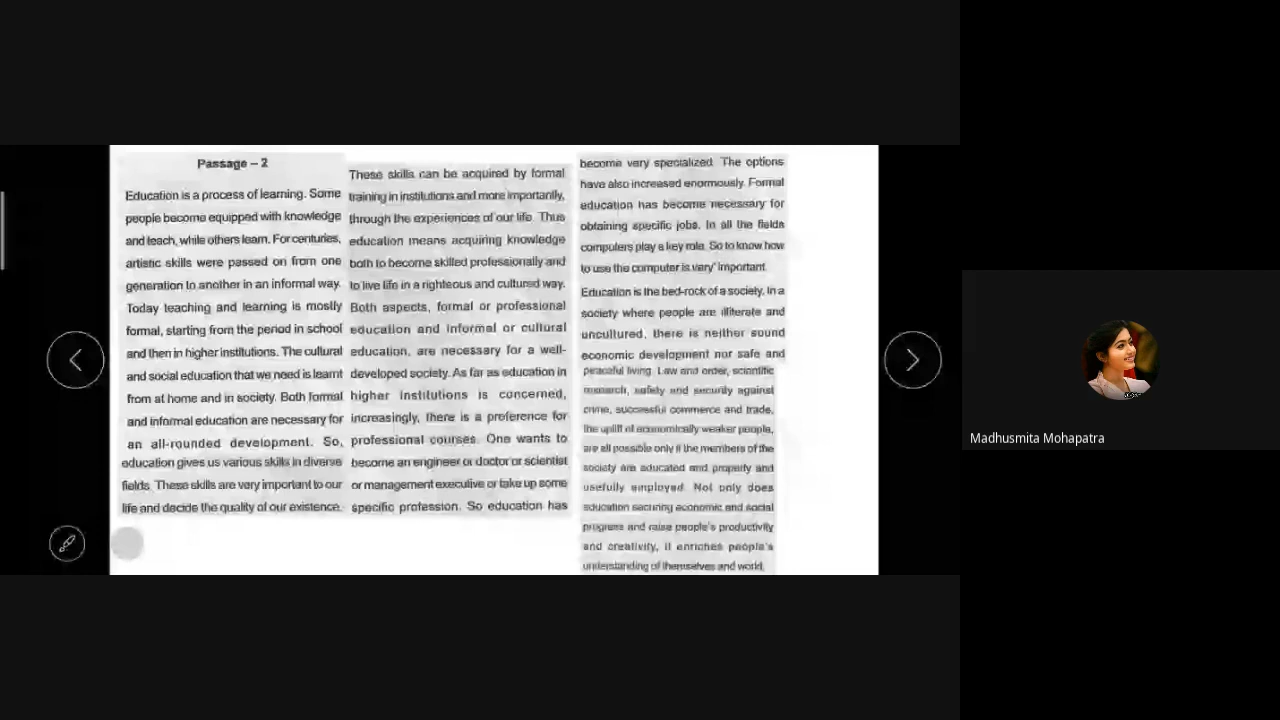 Passage – 2
Education is a process of learning. Some
people become equipped with knowledge
and teach, while others learn. For centuries,
artistic skills were passed on from one
generation to another in an informal way.
Today teaching and learning is mostly
formal, starting from the period in school
and then in higher institutions. The cultural
and social education that we need is learnt
from at home and in society. Both formal
and informal education are necessary for
an all-rounded development. So,
education gives us various skills in diverse
fields. These skills are very important to our
life and decide the quality of our existence.
These skills can be acquired by formal
training in institutions and more importantly,
through the experiences of our life. Thus
education means acquiring knowledge
both to become skilled professionally and
to live life in a righteous and cultured way.
Both aspects, formal or professional
education and informal or cultural
education, are necessary for a well-
developed society. As far as education in
higher institutions is concerned,
increasingly, there is a preference for
professional courses. One wants to
become an engineer or doctor or scientist
or management executive or take up some
specific profession. So education has
become very specialized. The options
have also increased enormously. Formal
education has become necessary for
obtaining specific jobs. In all the fields
computers play a key role. So to know how
to use the computer is very' important.
Education is the bed-rock of a society. In a
society where people are illiterate and
uncultured, there is neither sound
economic development nor safe and
peaceful living. Law and order, scientific
research, safety and security against
crime, successful commerce and trade,
the uplift of economically weaker people,
are all possible only if the members of the
society are educated and properly and
usefully employed. Not only does
education securing economic and social
progress and raise people's productivity
and creativity, it enriches people's
understanding of themselves and world.
Madhusmita Mohapatra